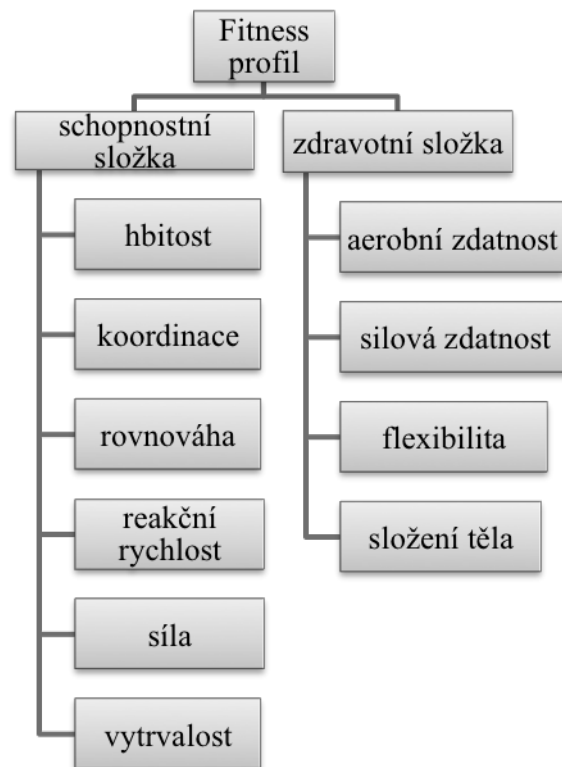 Fitness
profil
schopnostní
složka
zdravotní složka
hbitost
koordinace
rovnováha
reakční
rychlost
síla
vytrvalost
aerobní zdatnost
silová zdatnost
flexibilita
složení těla